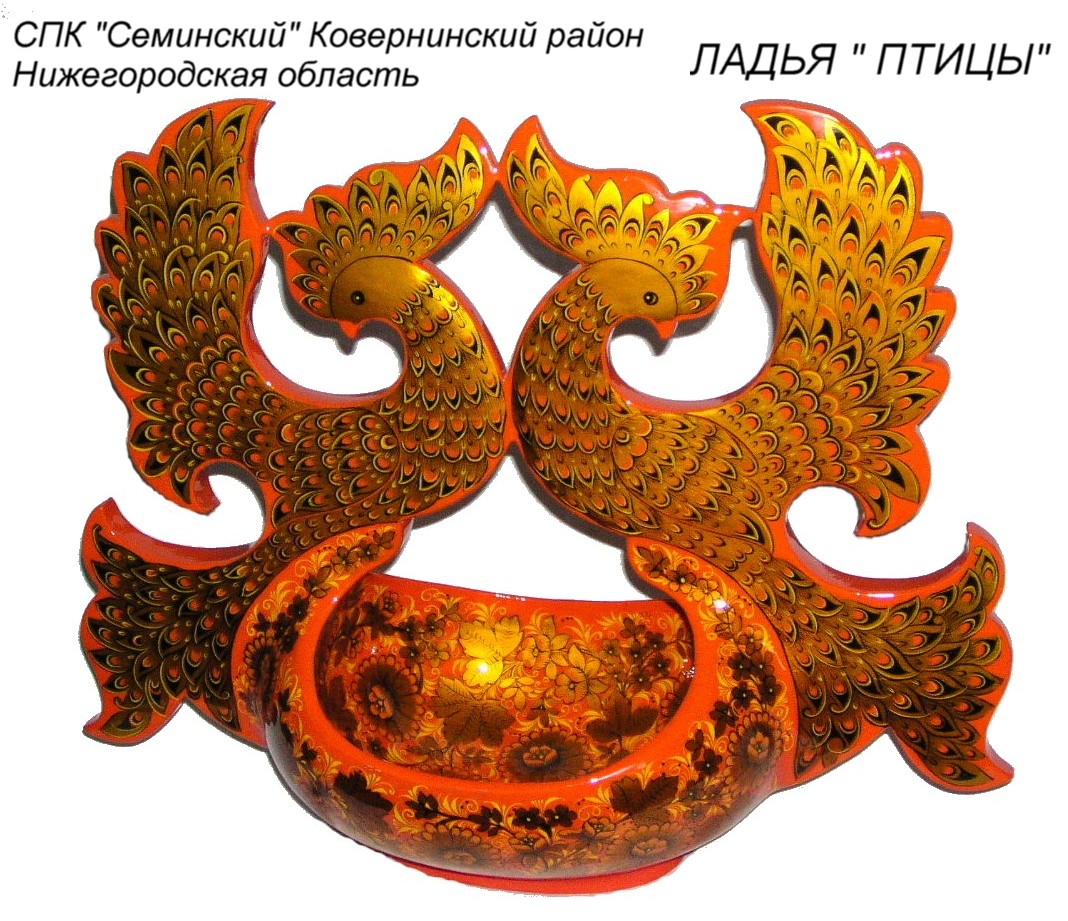 СПК "Семинский" Ковернинский район
Нижегородская область
ЛАДЬЯ " ПТИЦЫ"